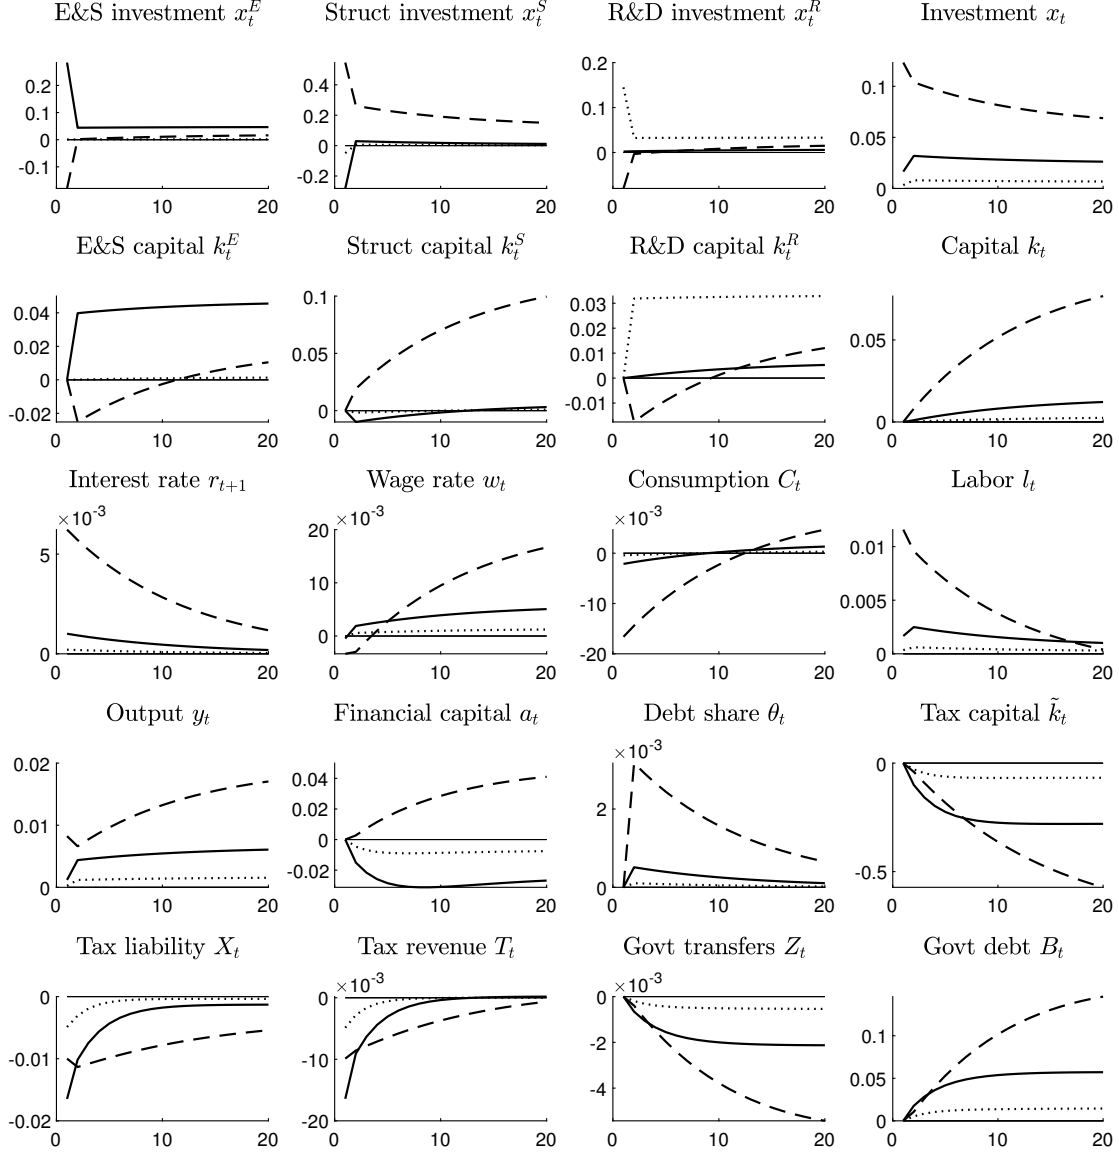 E&S investment x_t^E Struct investment x_t^S R&D investment x_t^R Investment x_t
0.2 0.1 0 -0.1 0 10 20
0.4 0.2 0 -0.2 0 10 20
0.2 0.1 0 0 10 20
0.1 0.05 0 0 10 20
E&S capital k_t^E Struct capital k_t^S R&D capital k_t^R Capital k_t
0.04 0.02 0 -0.02 0 10 20
0.1 0.05 0 0 10 20
0.03 0.02 0.01 0 -0.01 0 10 20
0.05 0 0 10 20
Interest rate r_{t+1} Wage rate w_t Consumption C_t Labor l_t
×10^-3 5 0 0 10 20
×10^-3 20 10 0 0 10 20
×10^-3 0 -10 -20 0 10 20
0.01 0.005 0 0 10 20
Output y_t Financial capital a_t Debt share θ_t Tax capital k̃_t
0.02 0.01 0 0 10 20
0.04 0.02 0 -0.02 0 10 20
×10^-3 2 0 0 10 20
0 -0.5 0 10 20
Tax liability X_t Tax revenue T_t Govt transfers Z_t Govt debt B_t
0 -0.01 -0.02 0 10 20
×10^-3 0 -10 -20 0 10 20
×10^-3 0 -2 -4 0 10 20
0.1 0.05 0 0 10 20